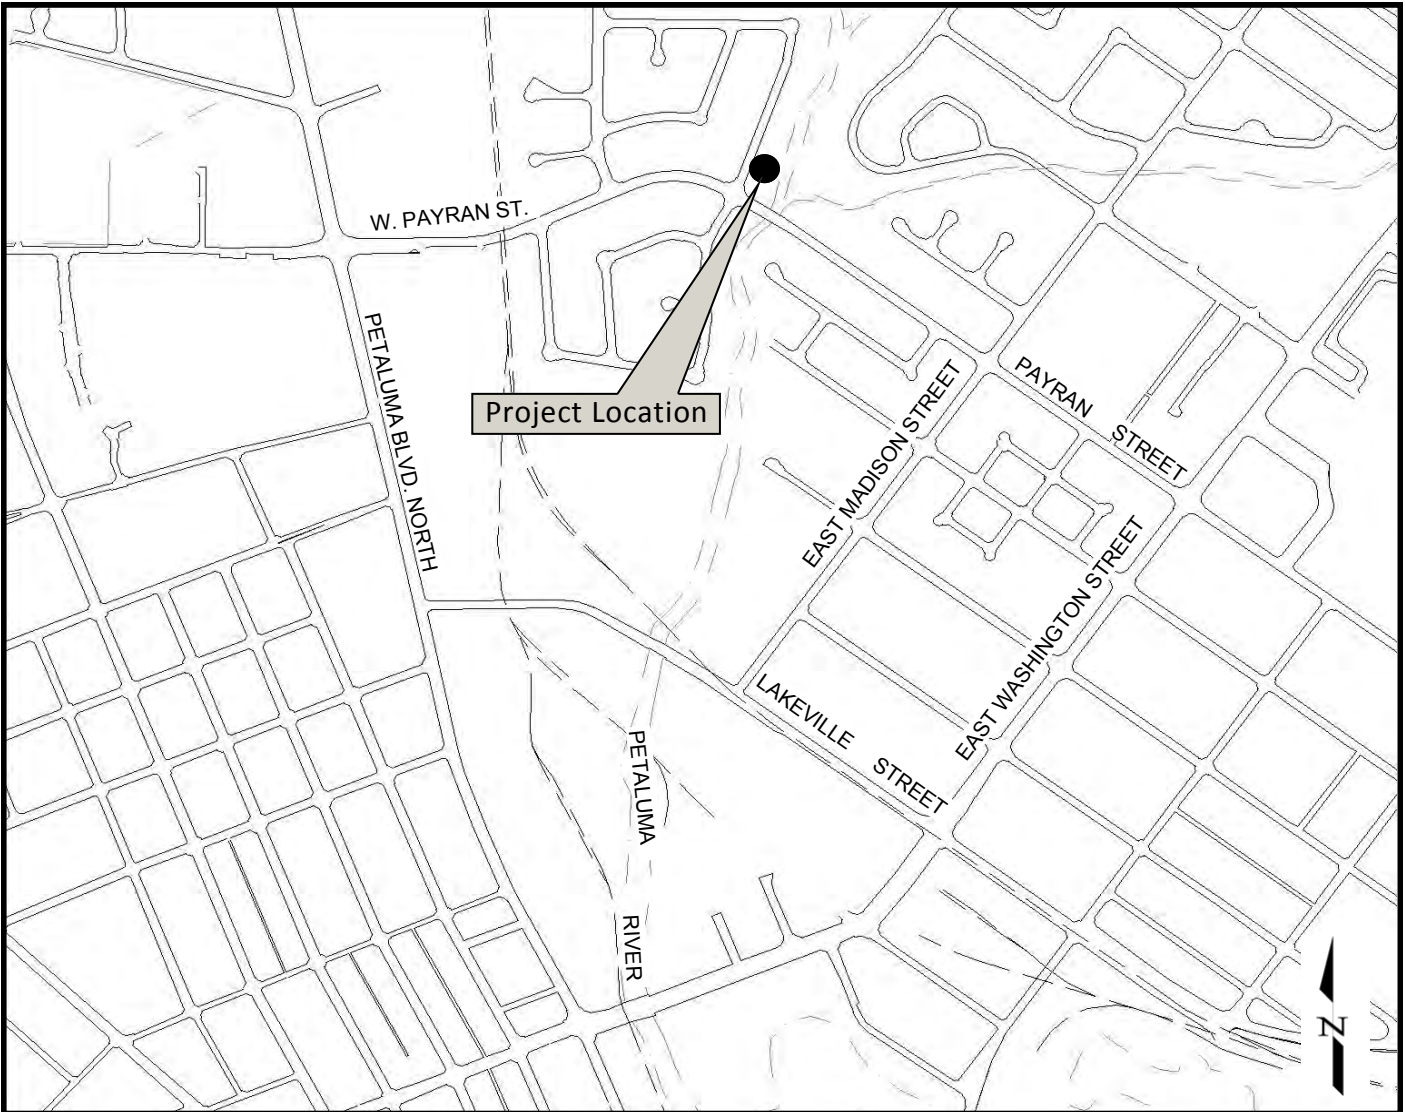 W. PAYRAN ST.
PETALUMA BLVD. NORTH
Project Location
PAYRAN STREET
EAST MADISON STREET
EAST WASHINGTON STREET
LAKEVILLE STREET
PETALUMA RIVER
N